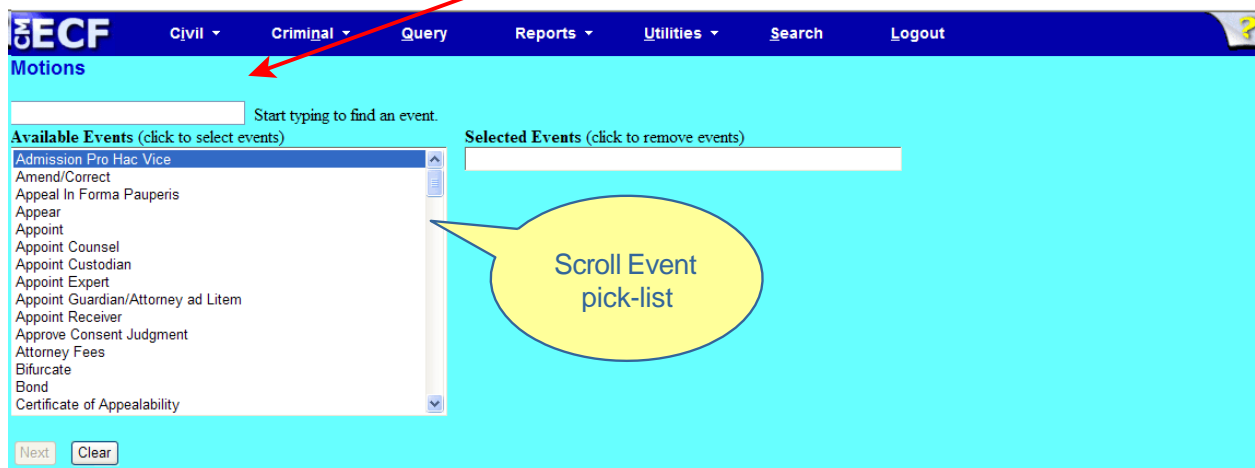 CM ECF Civil Criminal Query Reports Utilities Search Logout ?
Motions
Start typing to find an event.
Available Events (click to select events) Selected Events (click to remove events)
Admission Pro Hac Vice
Amend/Correct
Appeal In Forma Pauperis
Appear
Appoint
Appoint Counsel
Appoint Custodian
Appoint Expert
Appoint Guardian/Attorney ad Litem
Appoint Receiver
Approve Consent Judgment
Attorney Fees
Bifurcate
Bond
Certificate of Appealability
Scroll Event
pick-list
Next Clear